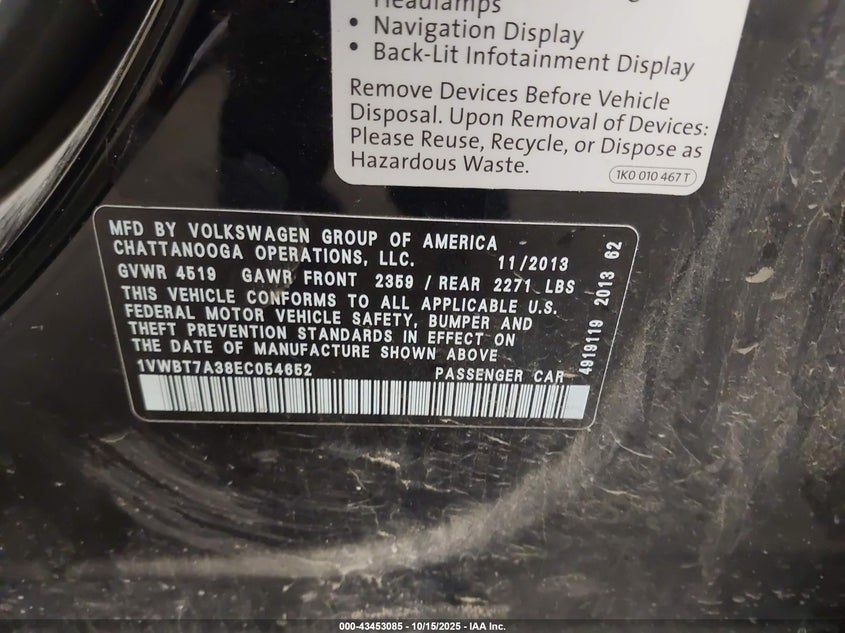 Headlamps
• Navigation Display
• Back-Lit Infotainment Display
Remove Devices Before Vehicle
Disposal. Upon Removal of Devices:
Please Reuse, Recycle, or Dispose as
Hazardous Waste.
1K0 010 467 T
MFD BY VOLKSWAGEN GROUP OF AMERICA
CHATTANOOGA OPERATIONS, LLC. 11/2013
GVWR 4519 GAWR FRONT 2359 / REAR 2271 LBS
THIS VEHICLE CONFORMS TO ALL APPLICABLE U.S.
FEDERAL MOTOR VEHICLE SAFETY, BUMPER AND
THEFT PREVENTION STANDARDS IN EFFECT ON
THE DATE OF MANUFACTURE SHOWN ABOVE
1VWBT7A38EC054652 PASSENGER CAR
4919119 2013 62
000-43453085 - 10/15/2025 - IAA Inc.